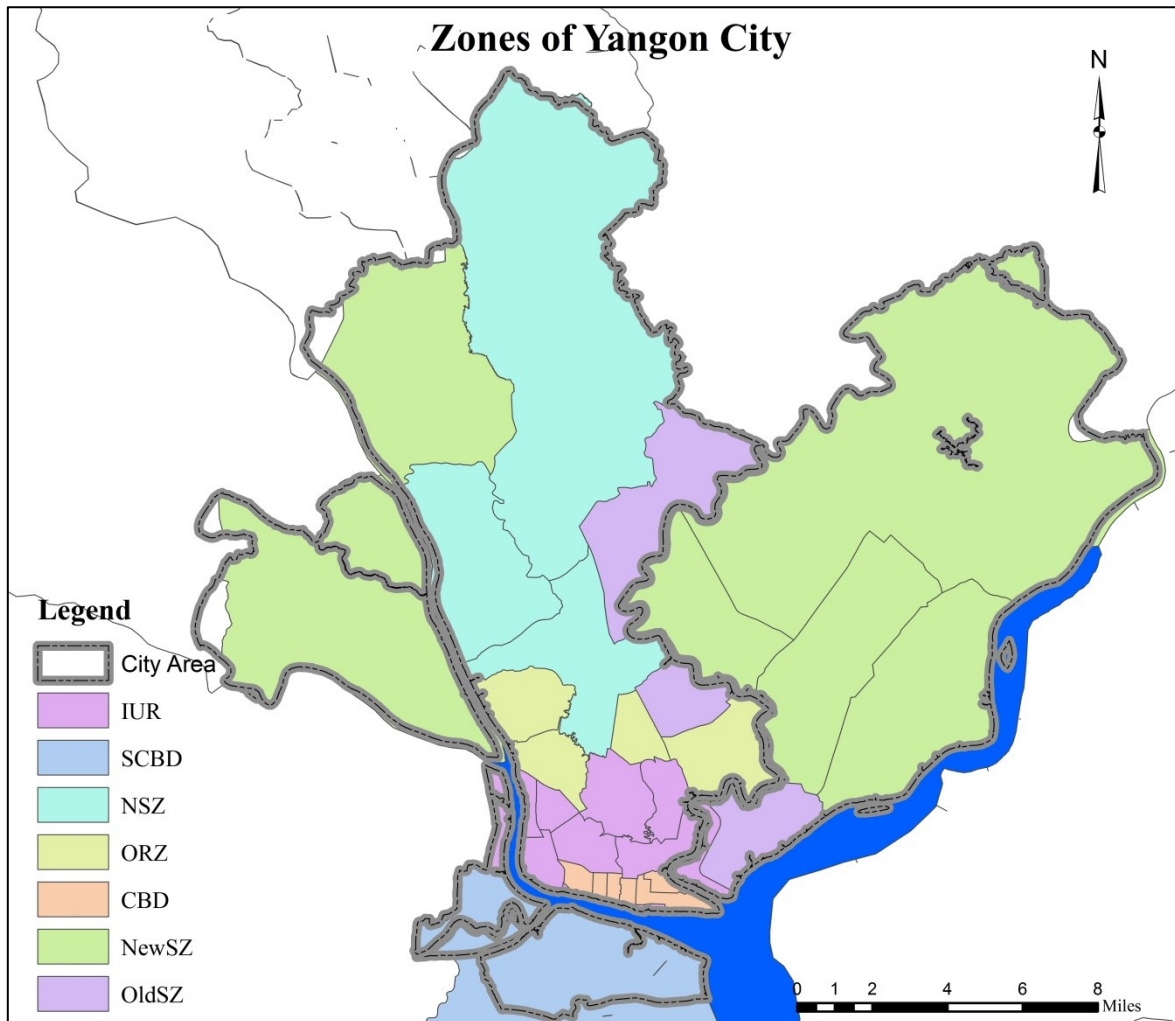 Zones of Yangon City
N
Legend
City Area
IUR
SCBD
NSZ
ORZ
CBD
NewSZ
OldSZ
0 1 2 4 6 8
Miles